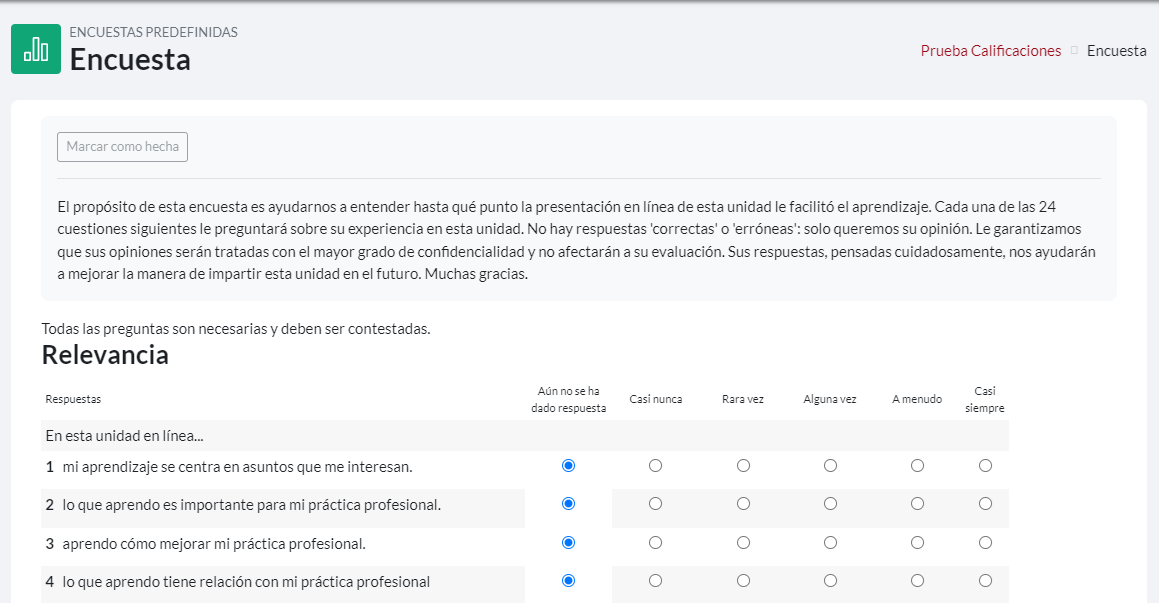 ENCUESTAS PREDEFINIDAS
Encuesta
Prueba Calificaciones Encuesta
Marcar como hecha
El propósito de esta encuesta es ayudarnos a entender hasta qué punto la presentación en línea de esta unidad le facilitó el aprendizaje. Cada una de las 24
cuestiones siguientes le preguntará sobre su experiencia en esta unidad. No hay respuestas 'correctas' o 'erróneas': solo queremos su opinión. Le garantizamos
que sus opiniones serán tratadas con el mayor grado de confidencialidad y no afectarán a su evaluación. Sus respuestas, pensadas cuidadosamente, nos ayudarán
a mejorar la manera de impartir esta unidad en el futuro. Muchas gracias.
Todas las preguntas son necesarias y deben ser contestadas.
Relevancia
Respuestas
Aún no se ha
dado respuesta
Casi nunca
Rara vez
Alguna vez
A menudo
Casi
siempre
En esta unidad en línea...
1 mi aprendizaje se centra en asuntos que me interesan.
2 lo que aprendo es importante para mi práctica profesional.
3 aprendo cómo mejorar mi práctica profesional.
4 lo que aprendo tiene relación con mi práctica profesional